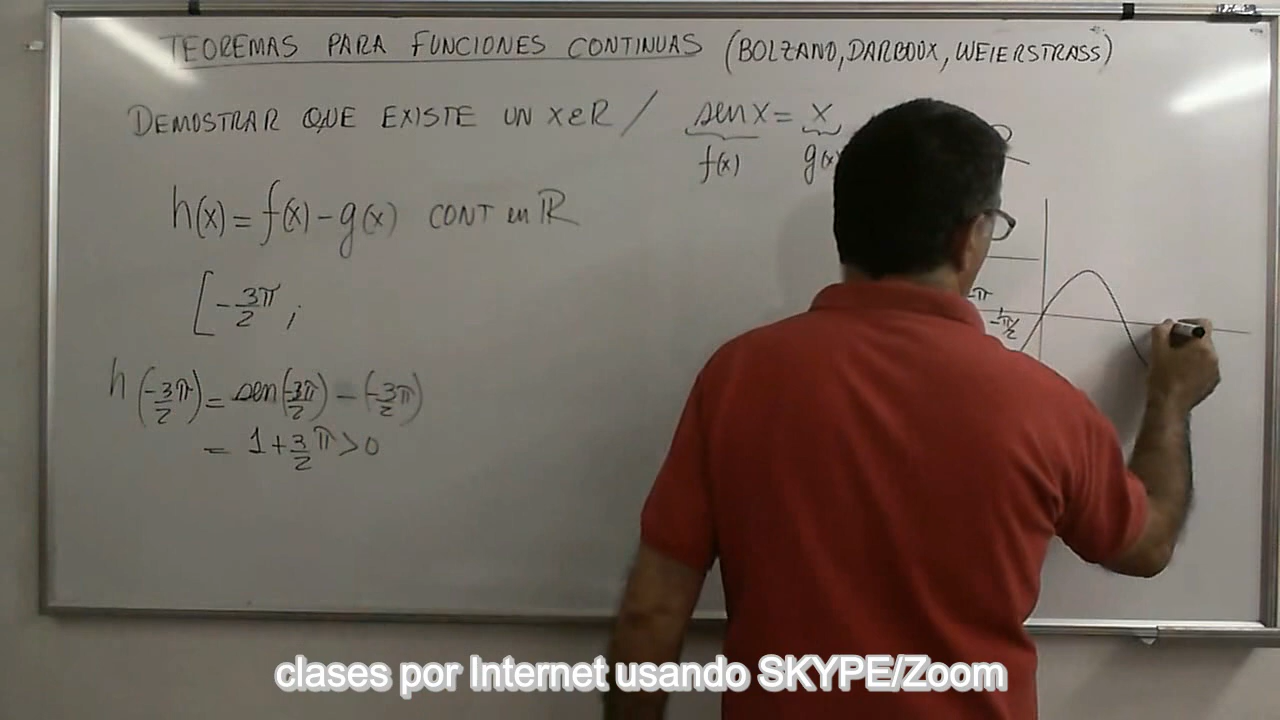 TEOREMAS PARA FUNCIONES CONTINUAS (BOLZANO, DARBOUX, WEIERSTRASS)
DEMOSTRAR QUE EXISTE UN X∈R / sen x = x
f(x) g(x)
h(x) = f(x) - g(x) CONT en R
[-3π/2 ;
h(-3π/2) = sen(-3π/2) - (-3π/2)
= 1 + 3/2 π > 0
-π
-π/2
clases por Internet usando SKYPE/Zoom